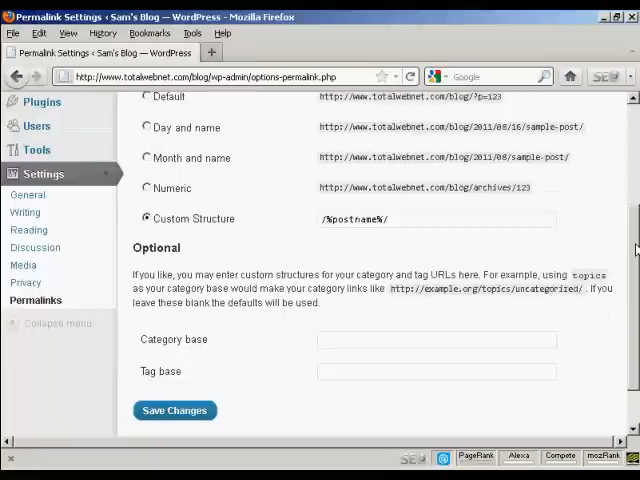 Permalink Settings ‹ Sam's Blog — WordPress - Mozilla Firefox
File Edit View History Bookmarks Tools Help
Permalink Settings ‹ Sam's Blog — WordPress
http://www.totalwebnet.com/blog/wp-admin/options-permalink.php
Google
Plugins
Users
Tools
Settings
General
Writing
Reading
Discussion
Media
Privacy
Permalinks
Collapse menu
Default http://www.totalwebnet.com/blog/?p=123
Day and name http://www.totalwebnet.com/blog/2011/08/16/sample-post/
Month and name http://www.totalwebnet.com/blog/2011/08/sample-post/
Numeric http://www.totalwebnet.com/blog/archives/123
Custom Structure /%postname%/
Optional
If you like, you may enter custom structures for your category and tag URLs here. For example, using topics
as your category base would make your category links like http://example.org/topics/uncategorized/ . If you
leave these blank the defaults will be used.
Category base
Tag base
Save Changes
PageRank Alexa Compete mozRank